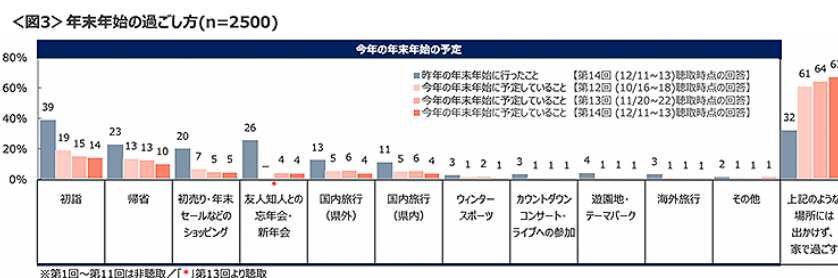 ＜図3＞年末年始の過ごし方(n=2500)
今年の年末年始の予定
■昨年の年末年始に行ったこと 【第14回 (12/11~13)聴取時点の回答】
■今年の年末年始に予定していること【第12回 (10/16~18)聴取時点の回答】
■今年の年末年始に予定していること【第13回 (11/20~22)聴取時点の回答】
■今年の年末年始に予定していること【第14回 (12/11~13)聴取時点の回答】
80%
60%
40%
20%
0%
39 19 15 14
23 13 13 10
20 7 5 5
26 － 4 4
*
13 5 6 4
11 5 6 4
3 1 2 1
3 1 1 1
4 1 1 1
3 1 1 1
2 1 1 1
32 61 64
初詣
帰省
初売り・年末
セールなどの
ショッピング
友人知人との
忘年会・
新年会
国内旅行
（県外）
国内旅行
（県内）
ウィンター
スポーツ
カウントダウン
コンサート・
ライブへの参加
遊園地・
テーマパーク
海外旅行
その他
上記のような
場所には
出かけず、
家で過ごす
※第1回～第11回は非聴取／「*」第13回より聴取